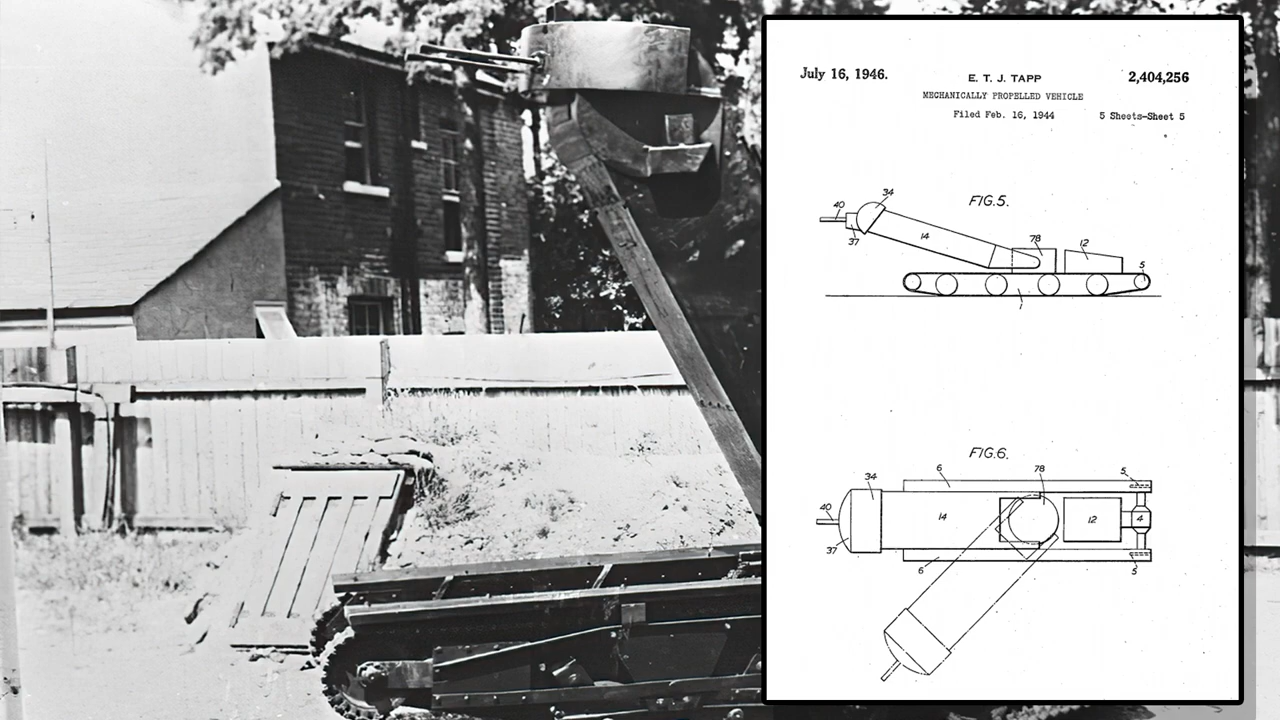 July 16, 1946.
E. T. J. TAPP
2,404,256
MECHANICALLY PROPELLED VEHICLE
Filed Feb. 16, 1944
5 Sheets-Sheet 5
FIG.5.
34
40
37
14
78
12
5
1
FIG.6.
34
6
78
5
40
14
12
4
37
6
5